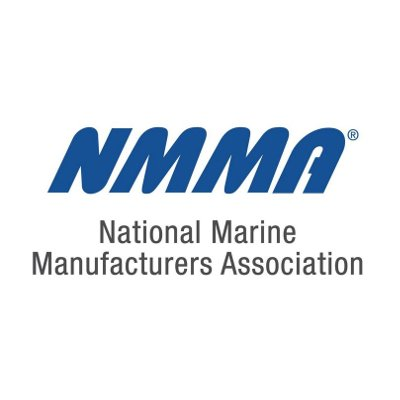 NMMA®
National Marine
Manufacturers Association